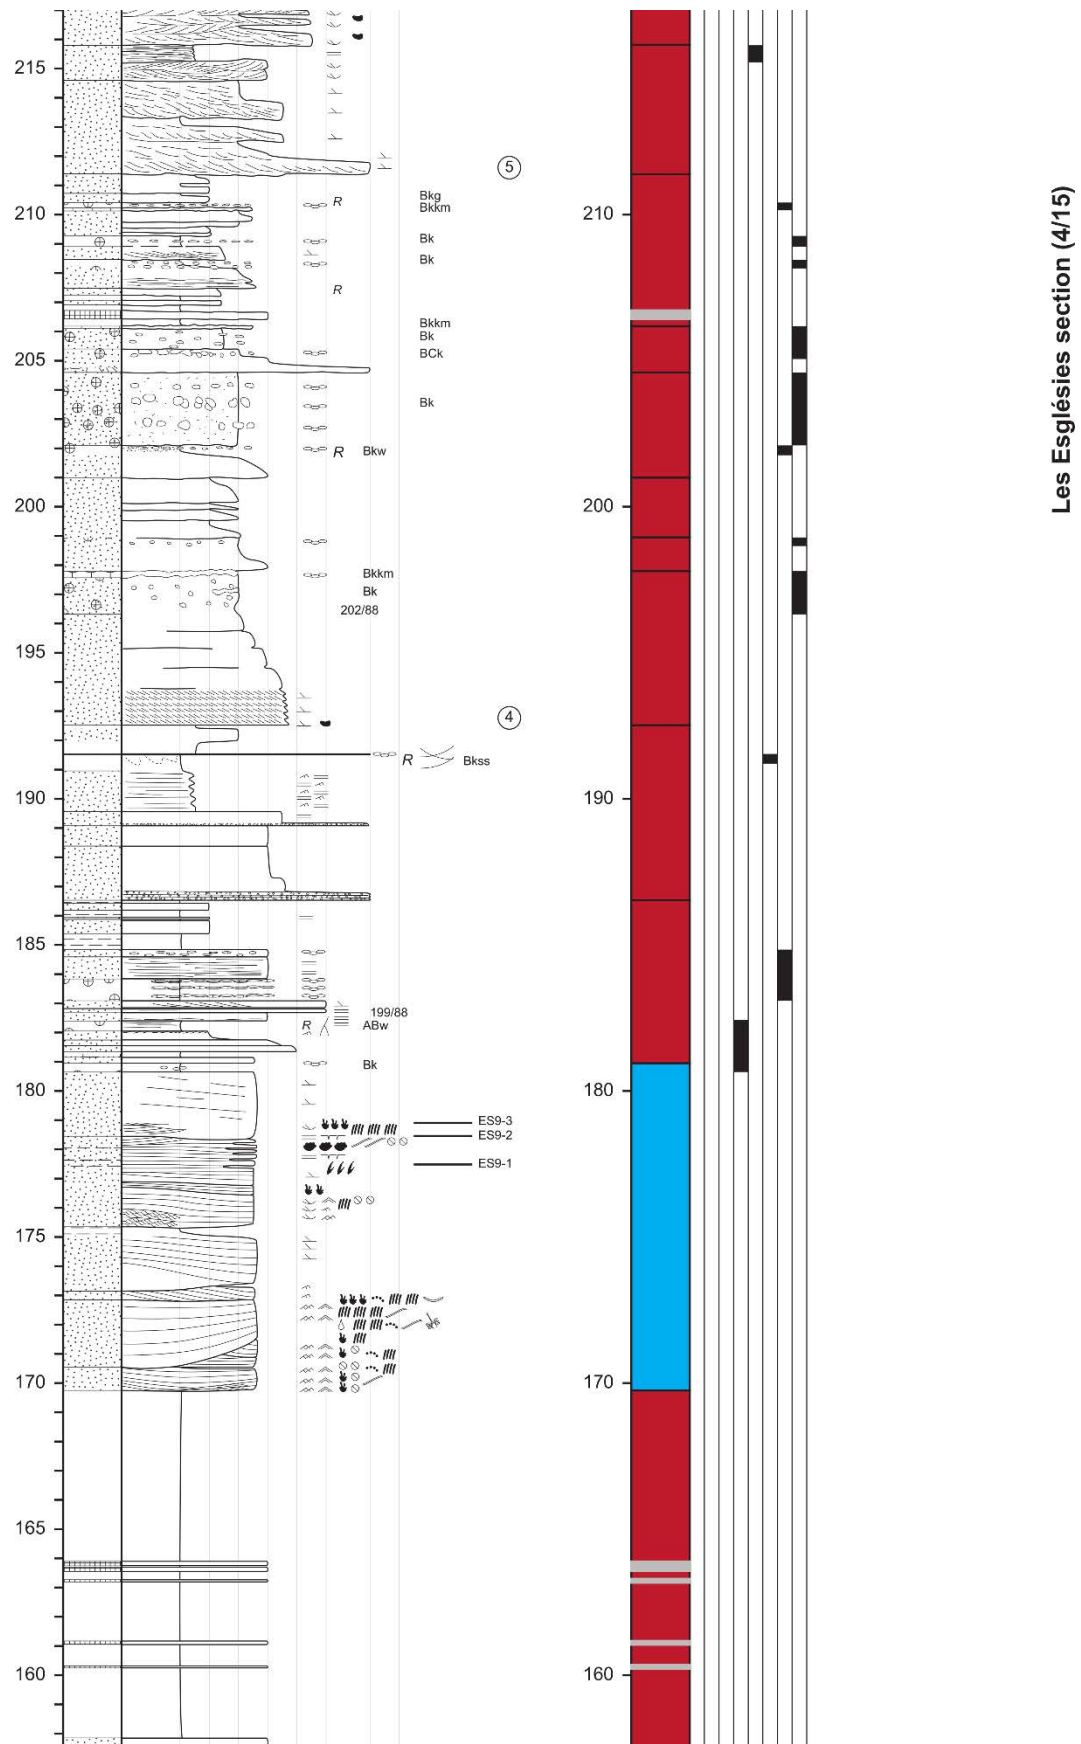 215
5
Bkg
R
210
Bkkm
210
Bk
Bk
R
Bkkm
Bk
205
BCk
Bk
R Bkw
200
200
Bkkm
Bk
202/88
195
4
R Bkss
190
190
185
199/88
R ABw
Bk
180
180
ES9-3
ES9-2
ES9-1
175
170
170
165
160
160
Les Esglésies section (4/15)